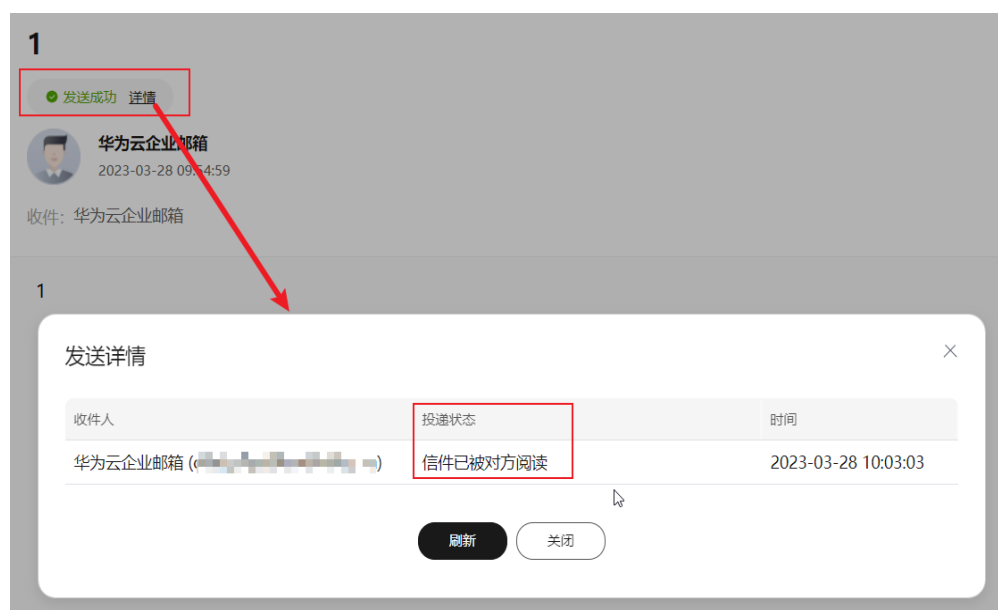 1
发送成功 详情
华为云企业邮箱
2023-03-28 09:54:59
收件: 华为云企业邮箱
1
发送详情
收件人 投递状态 时间
华为云企业邮箱 ( ) 信件已被对方阅读 2023-03-28 10:03:03
刷新 关闭